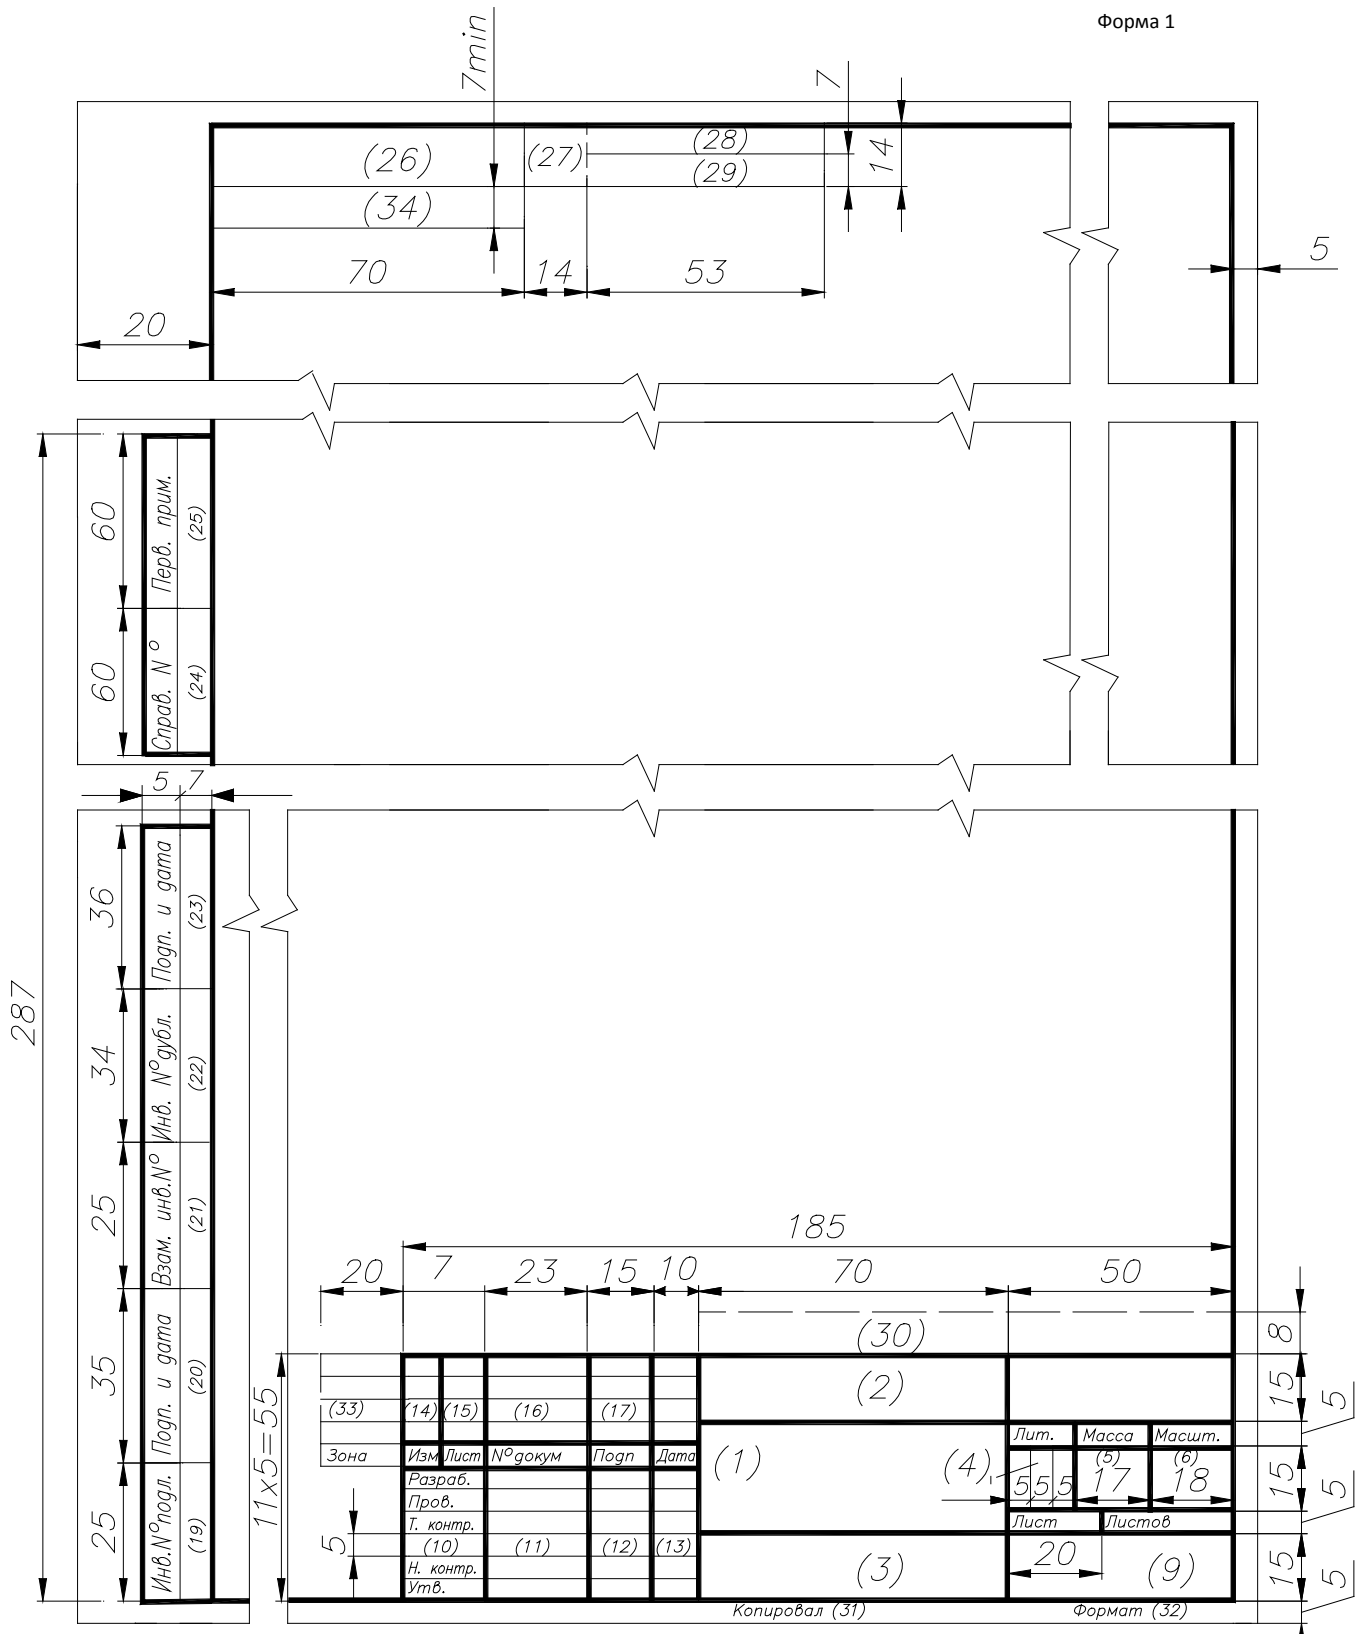 Форма 1
7min
7
(28)
(26)
(27)
14
(29)
(34)
5
70
14
53
20
60
Перв. прим.
(25)
60
Справ. N°
(24)
5
7
36
Подп. и дата
(23)
287
34
Инв. N°дубл.
(22)
25
Взам. инв.N°
(21)
35
Подп. и дата
(20)
25
Инв.N°подл.
(19)
185
20
7
23
15
10
70
50
(30)
8
(2)
15
5
11x5=55
(33)
(14)
(15)
(16)
(17)
Лит.
Масса
Масшт.
Зона
Изм
Лист
N°докум
Подп
Дата
(1)
(4)
(5)
(6)
5
5
5
17
18
15
5
Разраб.
Пров.
Т. контр.
Лист
Листов
5
(10)
(11)
(12)
(13)
20
Н. контр.
(3)
(9)
15
5
Утв.
Копировал (31)
Формат (32)